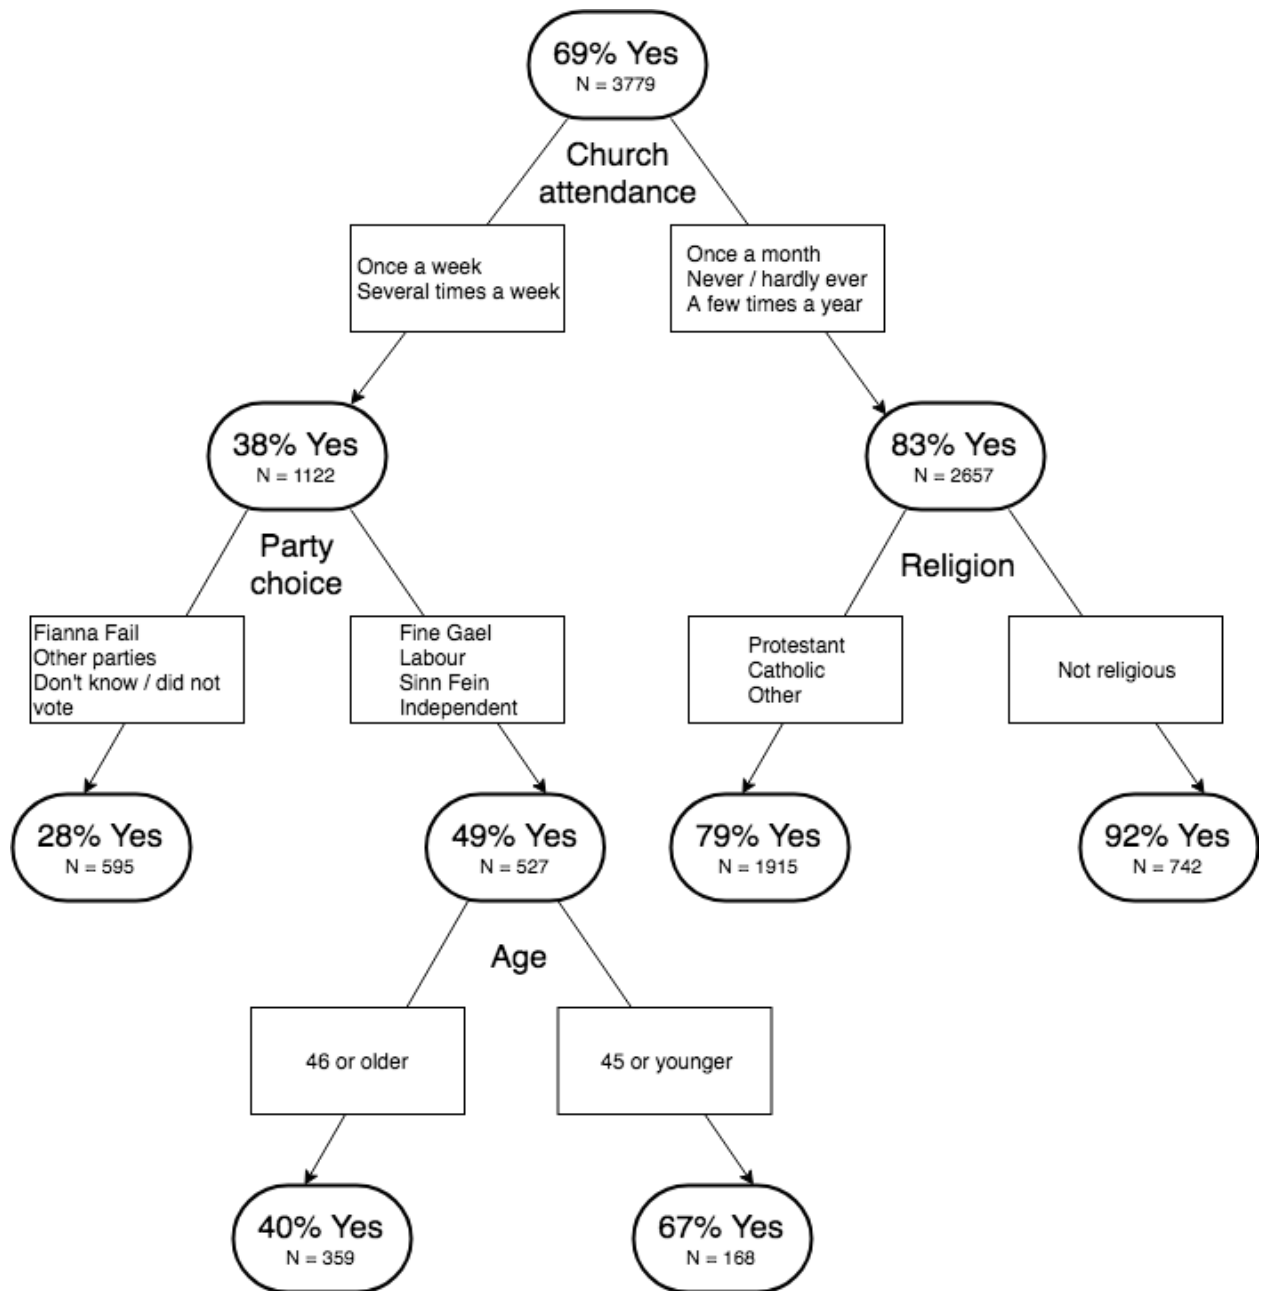 69% Yes
N = 3779
Church
attendance
Once a week
Several times a week
Once a month
Never / hardly ever
A few times a year
38% Yes
N = 1122
83% Yes
N = 2657
Party
choice
Religion
Fianna Fail
Other parties
Don't know / did not
vote
Fine Gael
Labour
Sinn Fein
Independent
Protestant
Catholic
Other
Not religious
28% Yes
N = 595
49% Yes
N = 527
79% Yes
N = 1915
92% Yes
N = 742
Age
46 or older
45 or younger
40% Yes
N = 359
67% Yes
N = 168